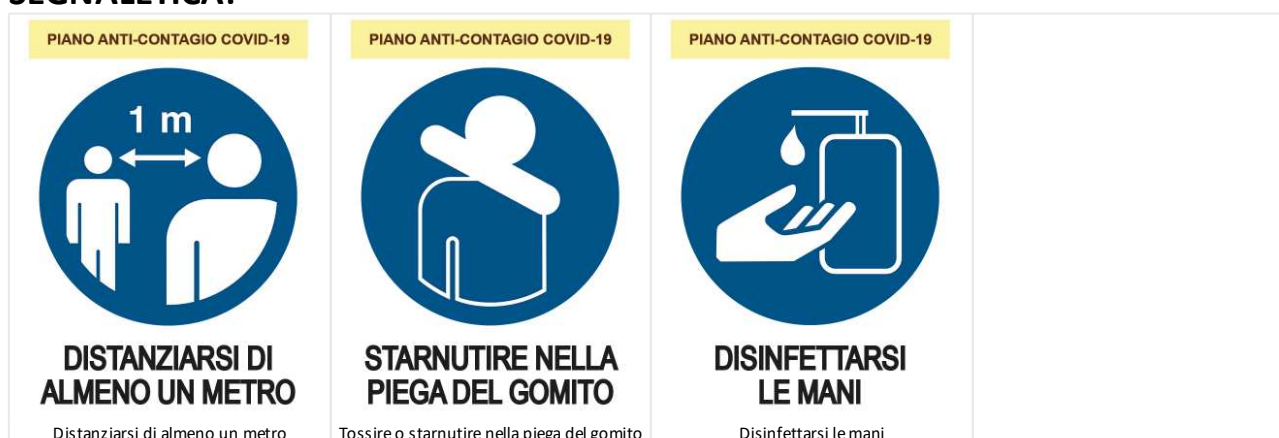 SEGNALETICA:
PIANO ANTI-CONTAGIO COVID-19
1 m
DISTANZIARSI DI
ALMENO UN METRO
Distanziarsi di almeno un metro
PIANO ANTI-CONTAGIO COVID-19
STARNUTIRE NELLA
PIEGA DEL GOMITO
Tossire o starnutire nella piega del gomito
PIANO ANTI-CONTAGIO COVID-19
DISINFETTARSI
LE MANI
Disinfettarsi le mani